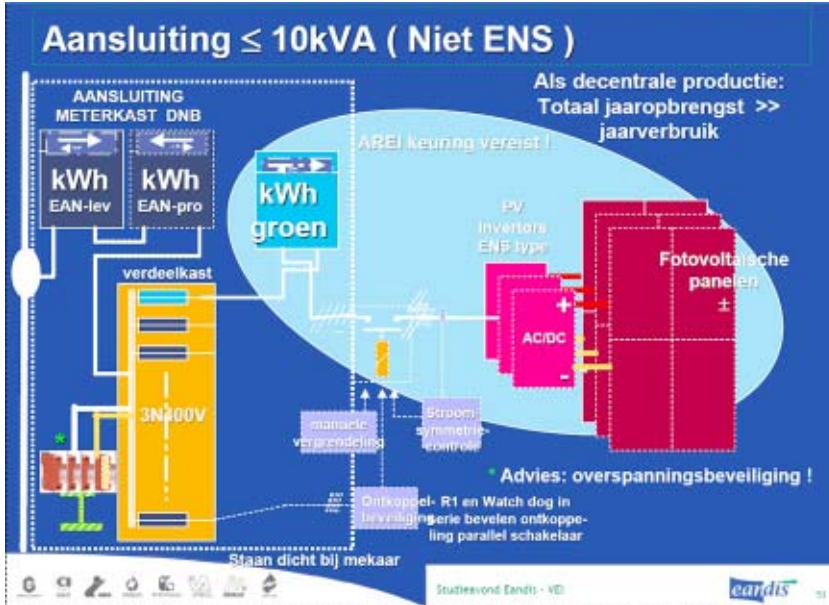 Aansluiting ≤ 10kVA ( Niet ENS )
AANSLUITING
METERKAST DNB
Als decentrale productie:
Totaal jaaropbrengst >>
jaarverbruik
AREI keuring vereist !
kWh
EAN-lev
kWh
EAN-pro
kWh
groen
PV
Invertors
ENS type
verdeelkast
Fotovoltaische
panelen
±
+
AC/DC
-
3N400V
*
manuele
vergrendeling
Stroom
symmetrie-
controle
* Advies: overspanningsbeveiliging !
Ontkoppel-
beveiliging
- R1 en Watch dog in
serie bevelen ontkoppe-
ling parallel schakelaar
Staan dicht bij mekaar
Studieavond Eandis - VEI
eandis
51